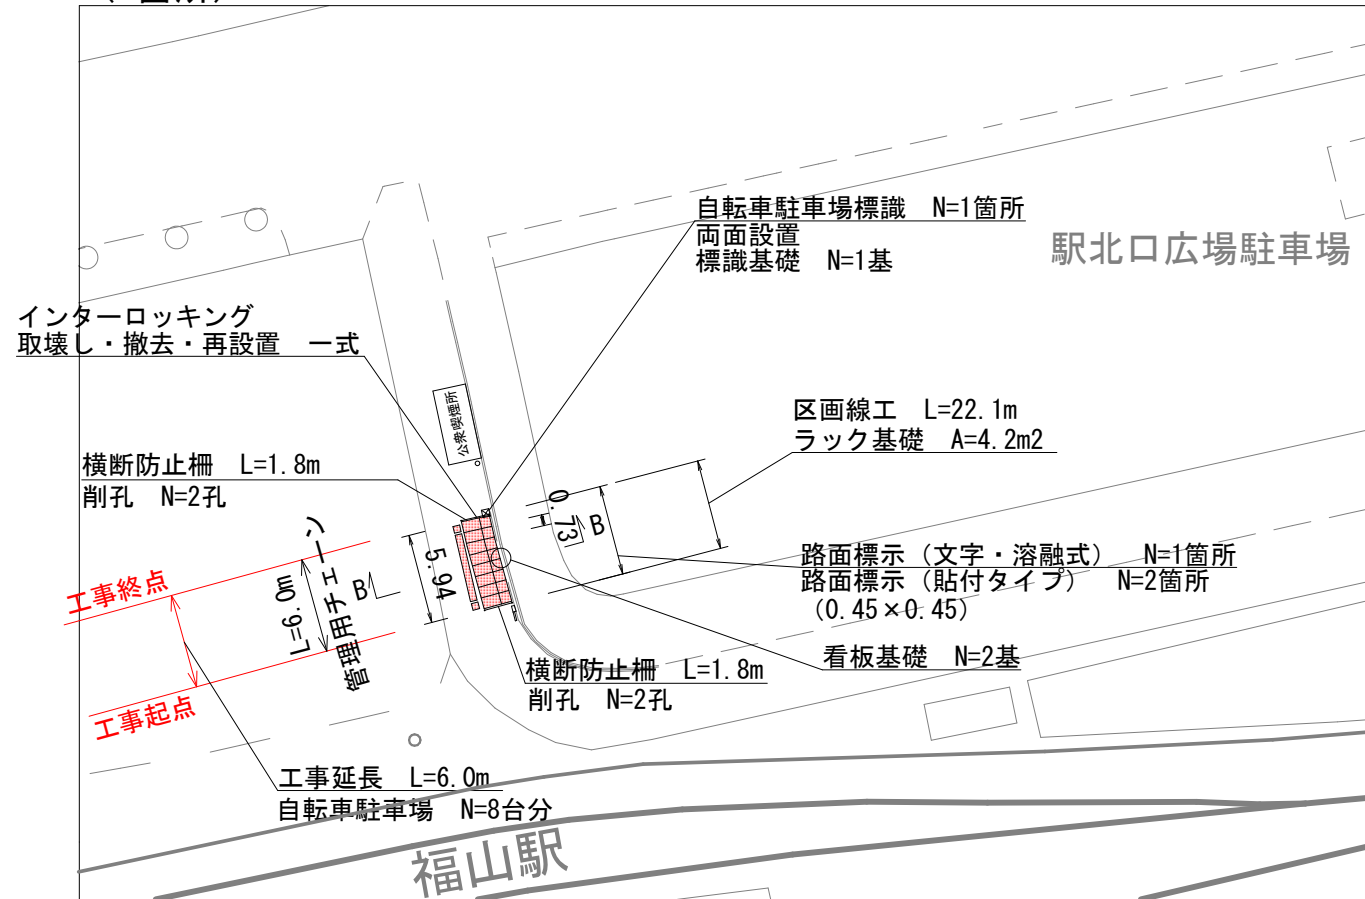 自転車駐車場標識　N=1箇所
両面設置
標識基礎　N=1基
駅北口広場駐車場
インターロッキング
取壊し・撤去・再設置　一式
公衆喫煙所
区画線工　L=22.1m
ラック基礎　A=4.2m2
横断防止柵　L=1.8m
削孔　N=2孔
0.73
B
5.94
B
L=6.0m
管理用チェーン
路面標示（文字・溶融式）　N=1箇所
路面標示（貼付タイプ）　N=2箇所
（0.45×0.45）
工事終点
工事起点
看板基礎　N=2基
横断防止柵　L=1.8m
削孔　N=2孔
工事延長　L=6.0m
自転車駐車場　N=8台分
福山駅